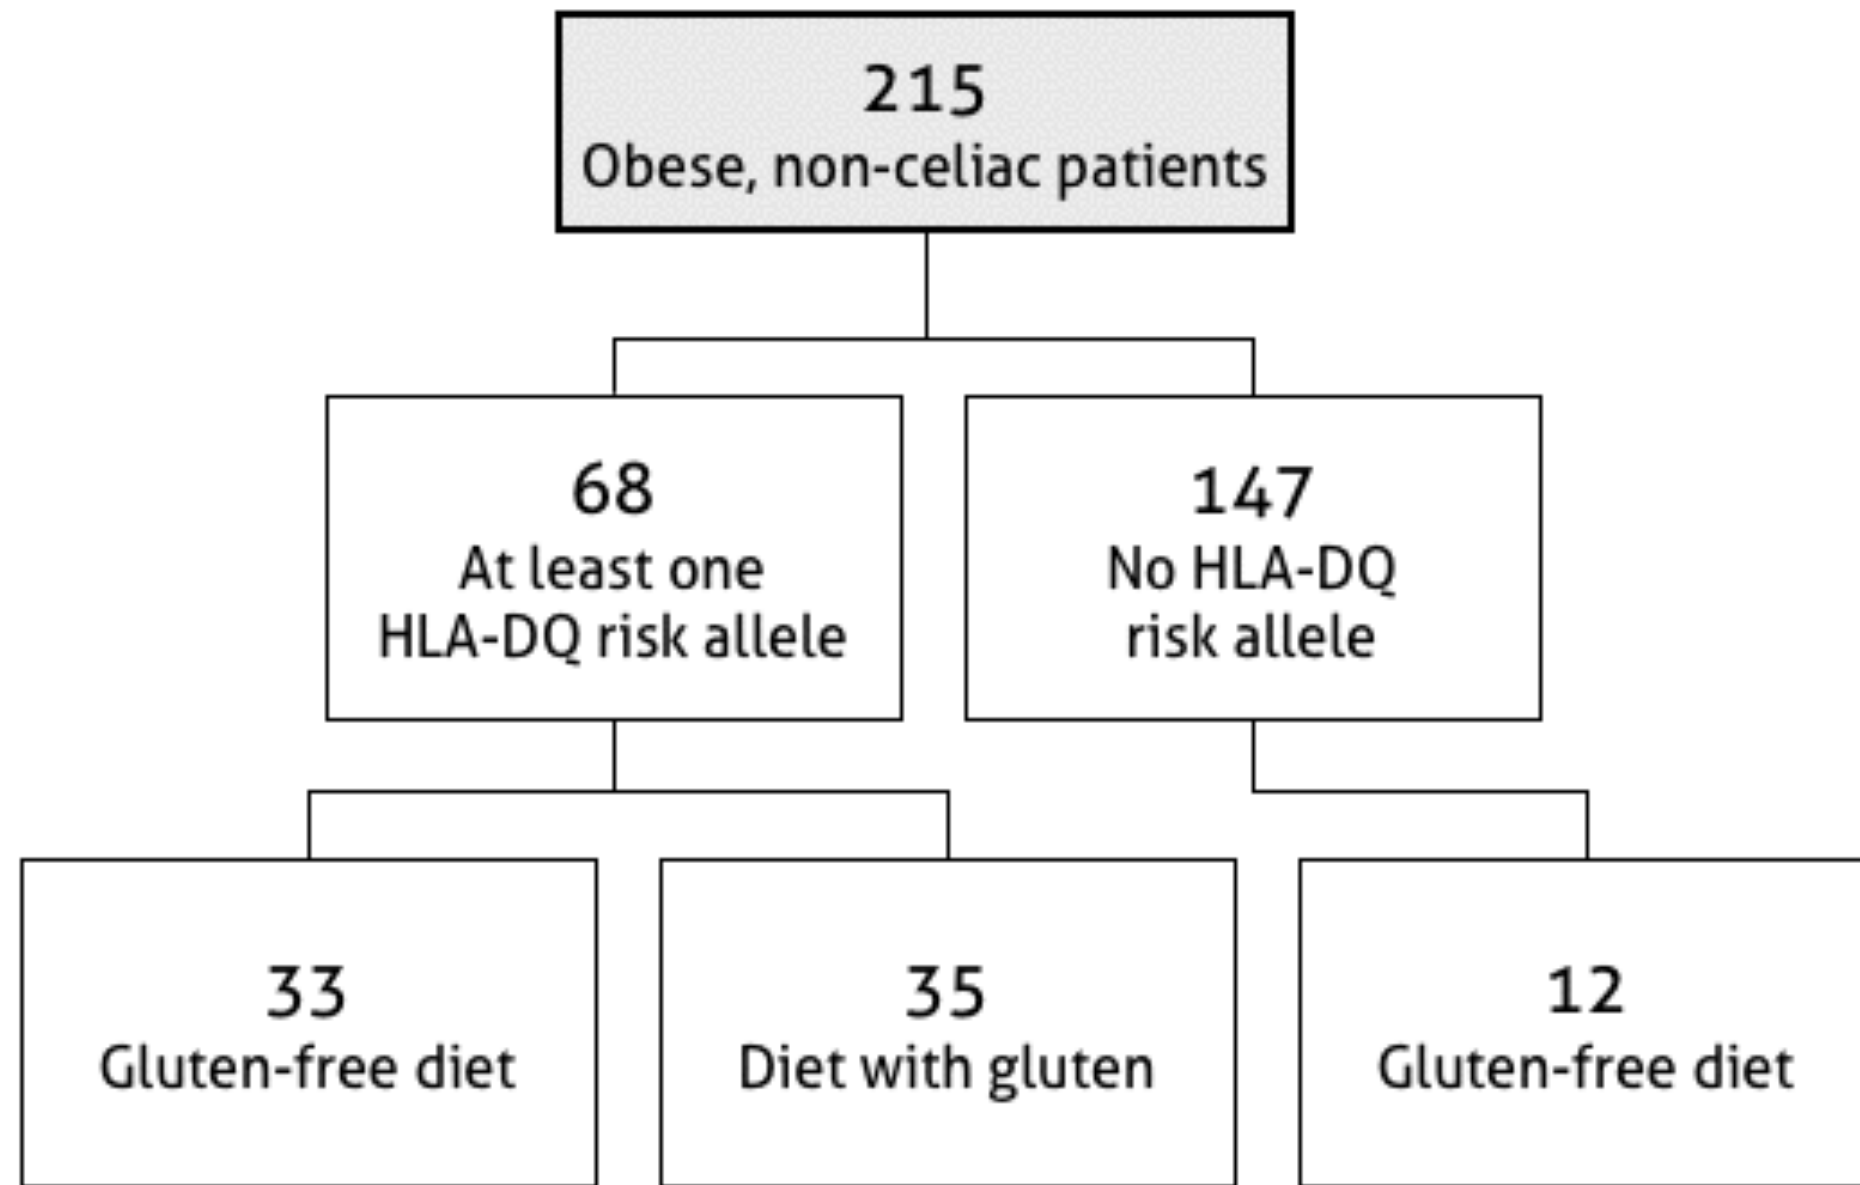 215
Obese, non-celiac patients
68
At least one
HLA-DQ risk allele
147
No HLA-DQ
risk allele
33
Gluten-free diet
35
Diet with gluten
12
Gluten-free diet